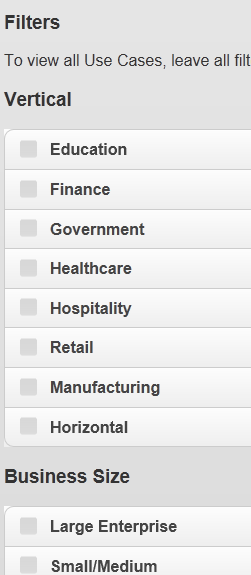 Filters
To view all Use Cases, leave all filt
Vertical
Education
Finance
Government
Healthcare
Hospitality
Retail
Manufacturing
Horizontal
Business Size
Large Enterprise
Small/Medium